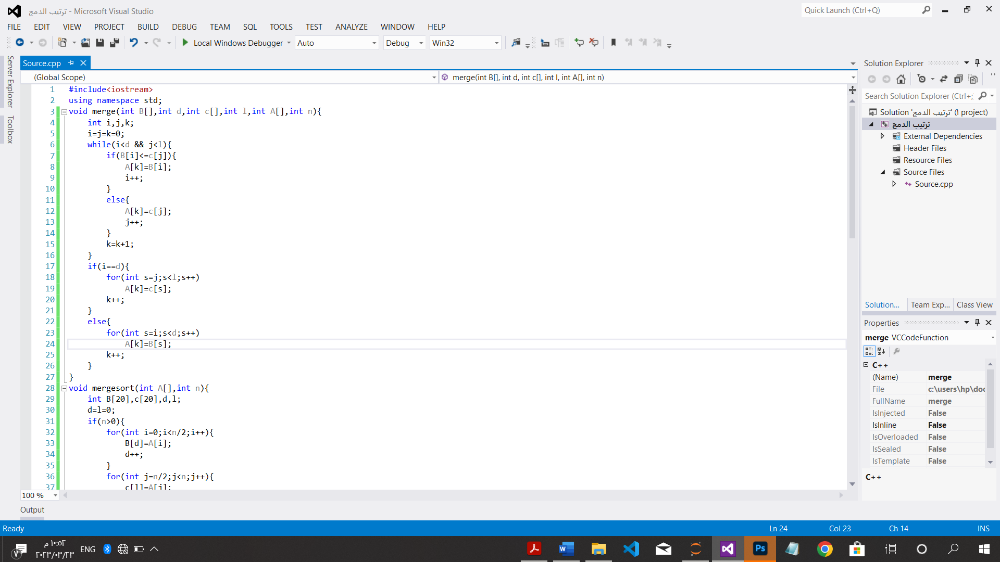 ترتيب الدمج - Microsoft Visual Studio
Quick Launch (Ctrl+Q)
FILE EDIT VIEW PROJECT BUILD DEBUG TEAM SQL TOOLS TEST ANALYZE WINDOW HELP
Local Windows Debugger Auto Debug Win32
Server Explorer
Toolbox
Source.cpp
(Global Scope) merge(int B[], int d, int c[], int l, int A[], int n)
1 #include<iostream>
2 using namespace std;
3 void merge(int B[],int d,int c[],int l,int A[],int n){
4 int i,j,k;
5 i=j=k=0;
6 while(i<d && j<l){
7 if(B[i]<=c[j]){
8 A[k]=B[i];
9 i++;
10 }
11 else{
12 A[k]=c[j];
13 j++;
14 }
15 k=k+1;
16 }
17 if(i==d){
18 for(int s=j;s<l;s++)
19 A[k]=c[s];
20 k++;
21 }
22 else{
23 for(int s=i;s<d;s++)
24 A[k]=B[s];
25 k++;
26 }
27 }
28 void mergesort(int A[],int n){
29 int B[20],c[20],d,l;
30 d=l=0;
31 if(n>0){
32 for(int i=0;i<n/2;i++){
33 B[d]=A[i];
34 d++;
35 }
36 for(int j=n/2;j<n;j++){
37 c[l]=A[j];
100 %
Output
Solution Explorer
Search Solution Explorer (Ctrl+;
Solution 'ترتيب الدمج' (١ project)
ترتيب الدمج
External Dependencies
Header Files
Resource Files
Source Files
Source.cpp
Solution... Team Exp... Class View
Properties
merge VCCodeFunction
C++
(Name) merge
File c:\users\hp\doc
FullName merge
IsInjected False
IsInline False
IsOverloaded False
IsSealed False
IsTemplate False
C++
Ready Ln 24 Col 23 Ch 14 INS
٧
١٠:٥٢ م
٢٠٢٣/٠٣/٢٣
ENG
Ps